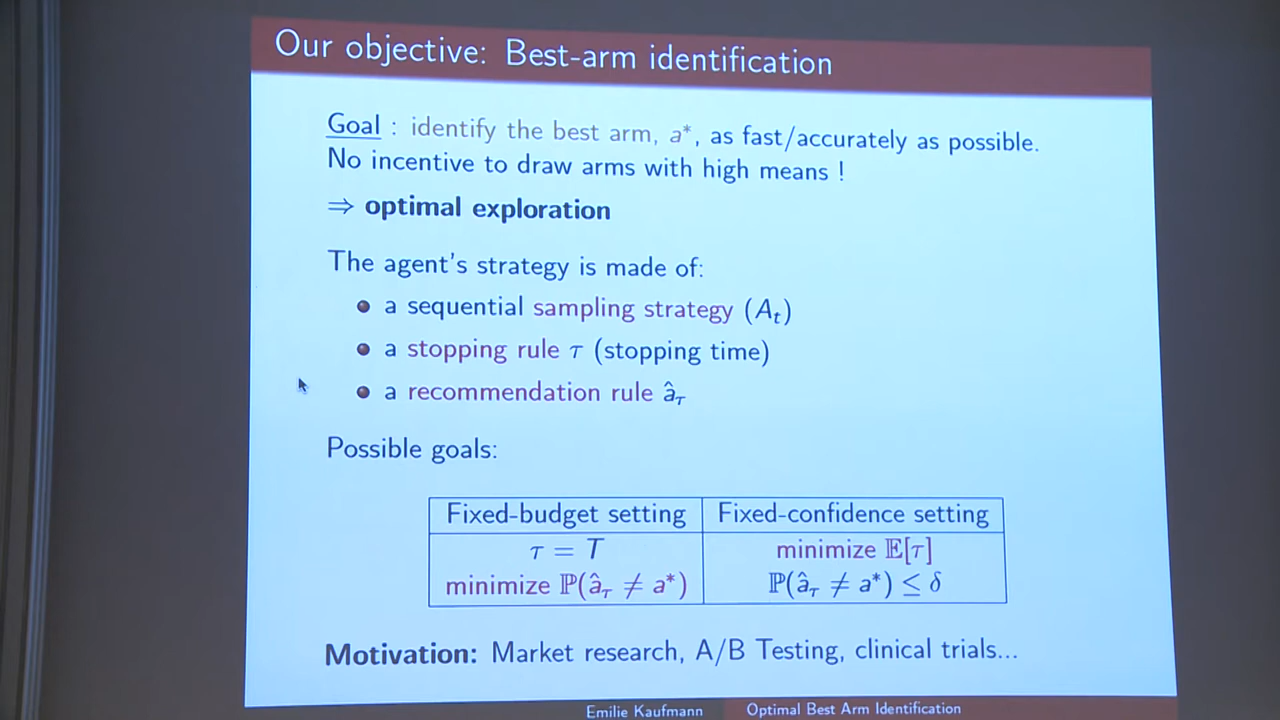 Our objective: Best-arm identification
Goal : identify the best arm, a*, as fast/accurately as possible.
No incentive to draw arms with high means !
⇒ optimal exploration
The agent's strategy is made of:
● a sequential sampling strategy (Aₜ)
● a stopping rule τ (stopping time)
● a recommendation rule â_τ
Possible goals:
Fixed-budget setting | Fixed-confidence setting
τ = T | minimize 𝔼[τ]
minimize ℙ(â_τ ≠ a*) | ℙ(â_τ ≠ a*) ≤ δ
Motivation: Market research, A/B Testing, clinical trials...
Emilie Kaufmann Optimal Best Arm Identification